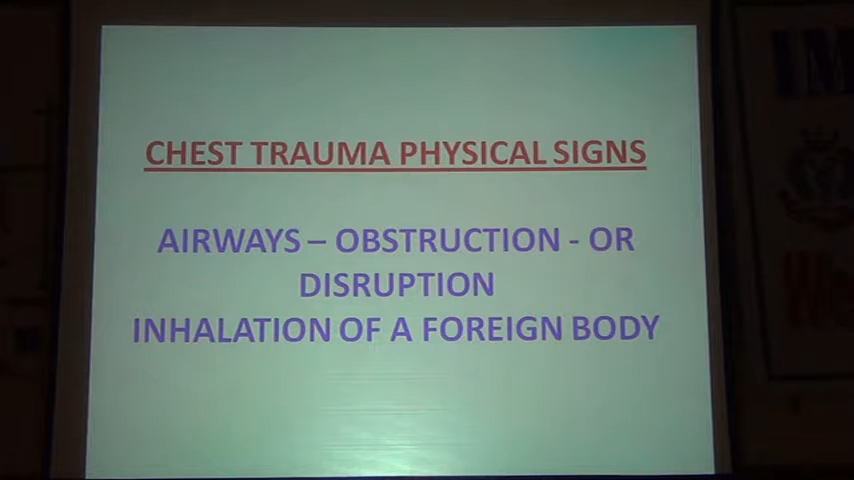 CHEST TRAUMA PHYSICAL SIGNS
AIRWAYS – OBSTRUCTION - OR
DISRUPTION
INHALATION OF A FOREIGN BODY